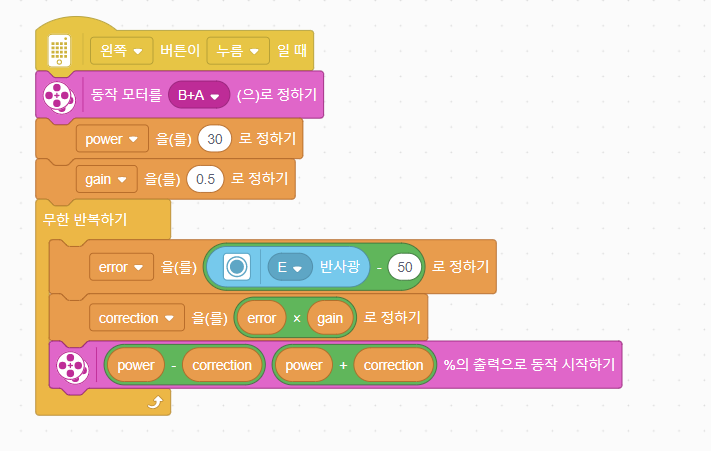 왼쪽 버튼이 누름 일 때
동작 모터를 B+A (으)로 정하기
power 을(를) 30 로 정하기
gain 을(를) 0.5 로 정하기
무한 반복하기
error 을(를) E 반사광 - 50 로 정하기
correction 을(를) error x gain 로 정하기
power - correction power + correction %의 출력으로 동작 시작하기